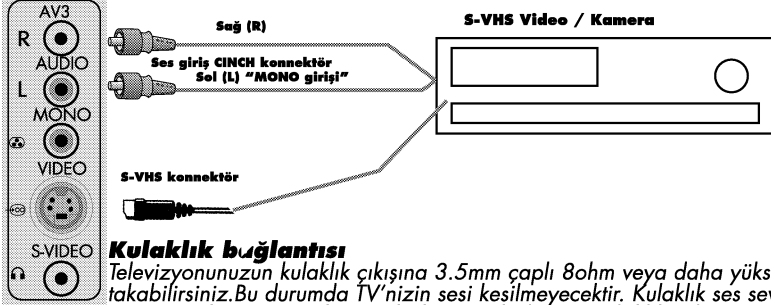 AV3
R
AUDIO
L
MONO
VIDEO
S-VIDEO
Sağ (R)
Ses giriş CINCH konnektör
Sol (L) “MONO girişi”
S-VHS konnektör
S-VHS Video / Kamera
Kulaklık bağlantısı
Televizyonunuzun kulaklık çıkışına 3.5mm çaplı 8ohm veya daha yüks
takabilirsiniz.Bu durumda TV'nizin sesi kesilmeyecektir. Kulaklık ses sev